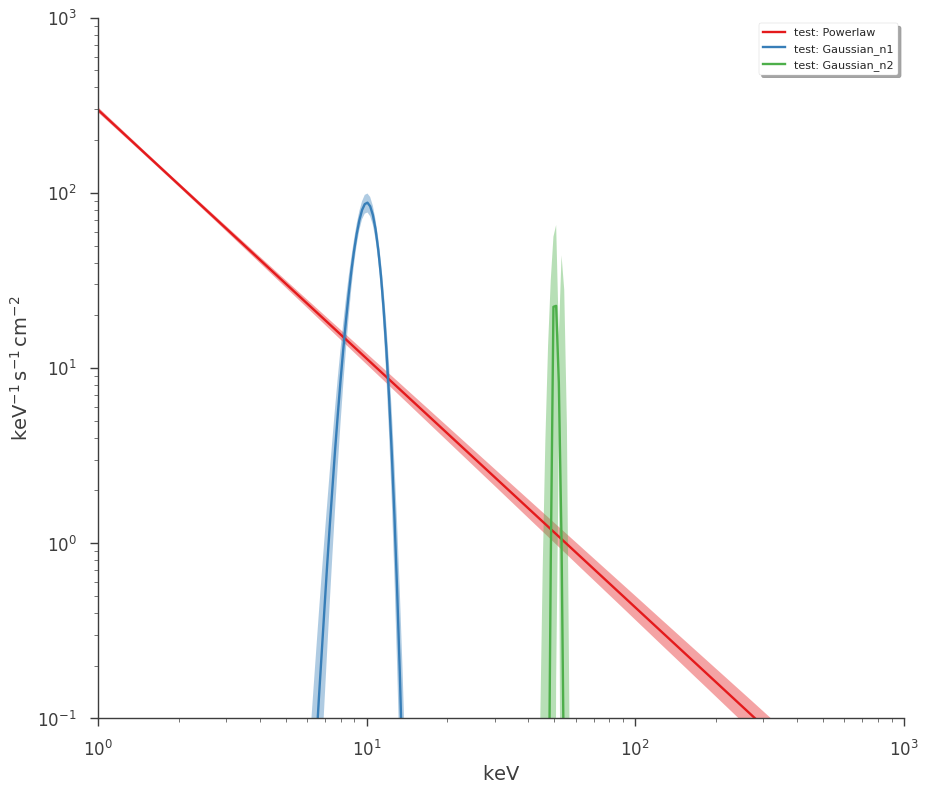 test: Powerlaw
test: Gaussian_n1
test: Gaussian_n2
10³
10²
10¹
10⁰
10⁻¹
keV⁻¹ s⁻¹ cm⁻²
10⁰ 10¹ 10² 10³
keV